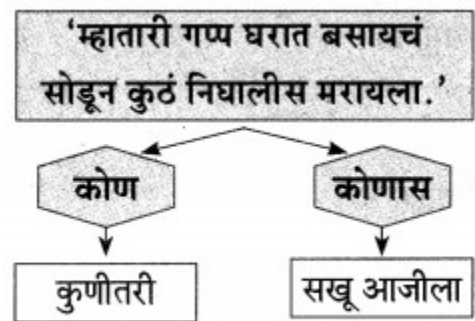 ‘म्हातारी गप्प घरात बसायचं
सोडून कुठं निघालीस मरायला.’
कोण
कोणास
कुणीतरी
सखू आजीला